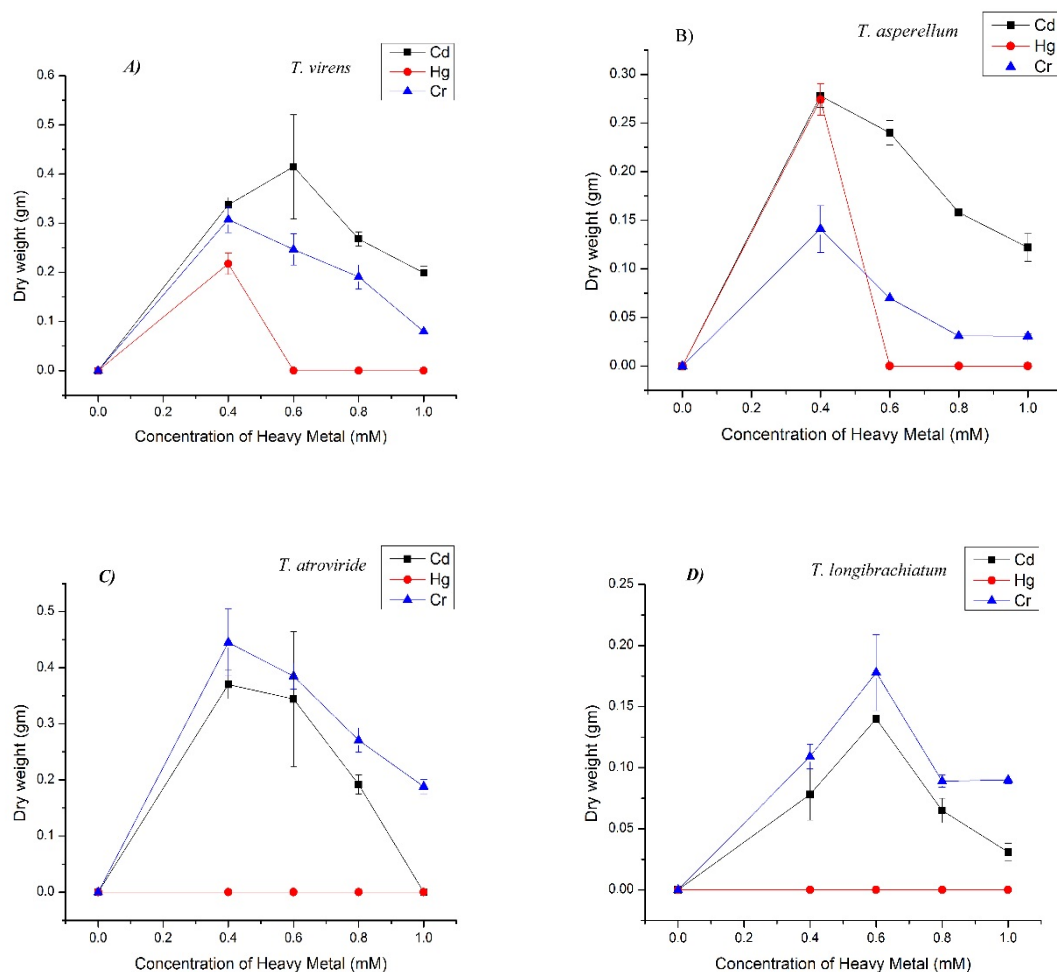 A)
T. virens
Cd
Hg
Cr
0.6
0.5
0.4
0.3
0.2
0.1
0.0
Dry weight (gm)
0.0 0.4 0.6 0.8 1.0
Concentration of Heavy Metal (mM)
B)
T. asperellum
Cd
Hg
Cr
0.30
0.25
0.20
0.15
0.10
0.05
0.00
Dry weight (gm)
0.0 0.2 0.4 0.6 0.8 1.0
Concentration of Heavy Metal (mM)
C)
T. atroviride
Cd
Hg
Cr
0.5
0.4
0.3
0.2
0.1
0.0
Dry weight (gm)
0.0 0.4 0.6 0.8 1.0
Concentration of Heavy Metal (mM)
D)
T. longibrachiatum
Cd
Hg
Cr
0.25
0.20
0.15
0.10
0.05
0.00
Dry weight (gm)
0.0 0.4 0.6 0.8 1.0
Concentration of Heavy Metal (mM)